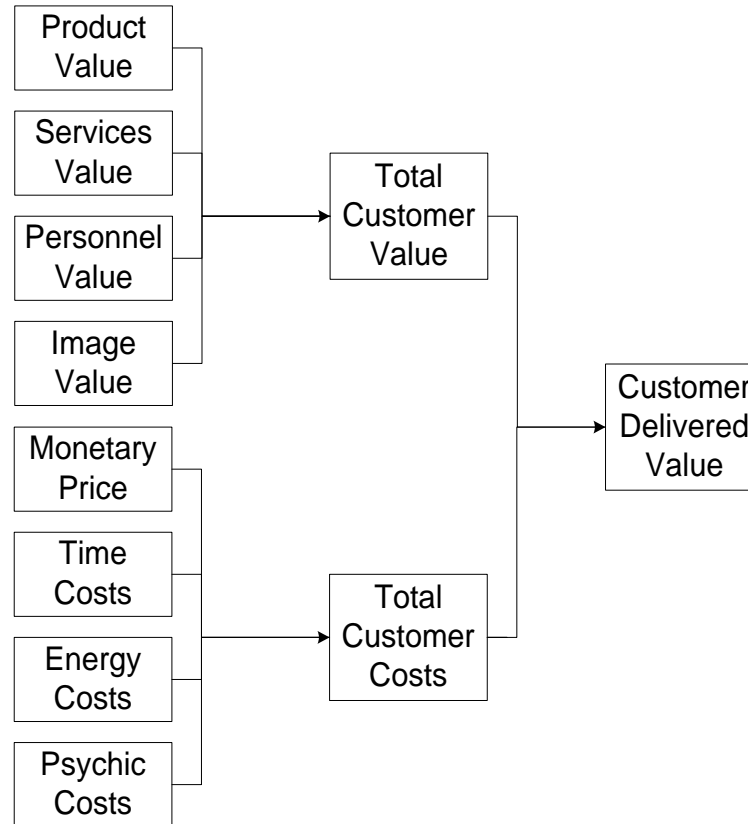 Product
Value
Services
Value
Personnel
Value
Image
Value
Monetary
Price
Time
Costs
Energy
Costs
Psychic
Costs
Total
Customer
Value
Total
Customer
Costs
Customer
Delivered
Value